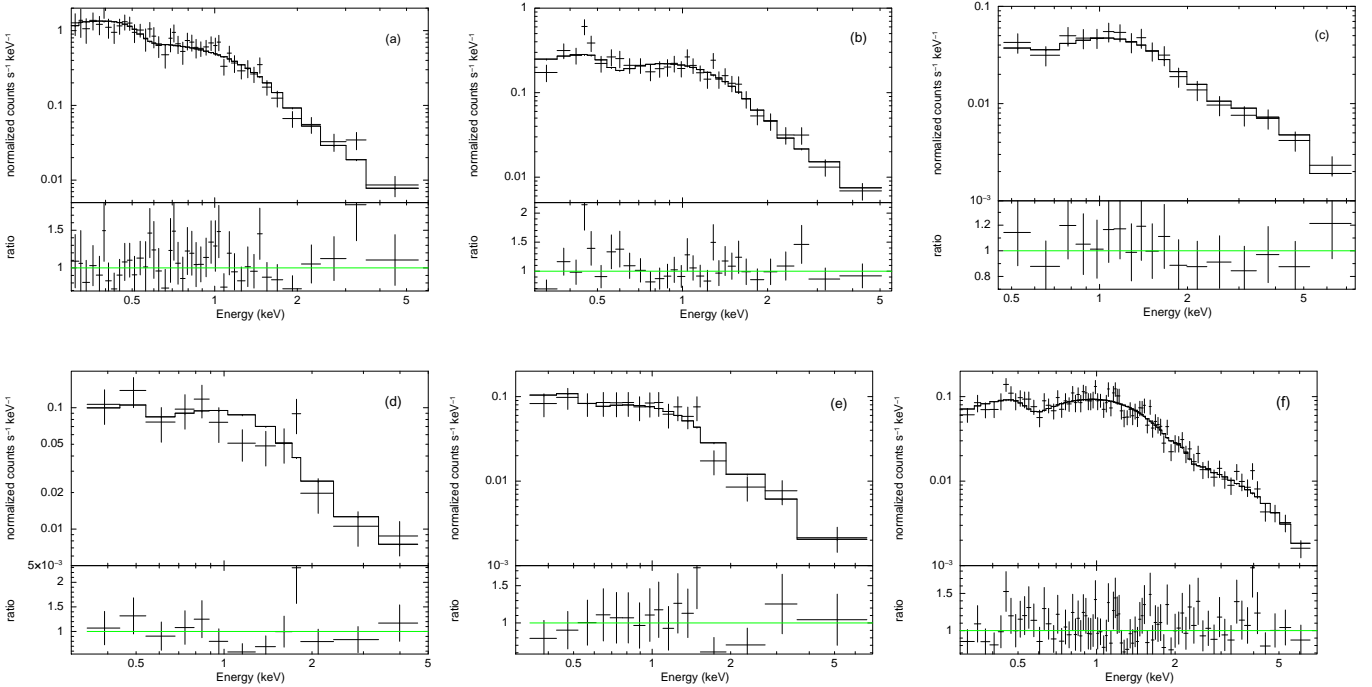 (a)
normalized counts s⁻¹ keV⁻¹
1
0.1
0.01
ratio
1.5
1
0.5
1
2
5
Energy (keV)
(b)
normalized counts s⁻¹ keV⁻¹
1
0.1
0.01
ratio
2
1.5
1
0.5
1
2
5
Energy (keV)
(c)
normalized counts s⁻¹ keV⁻¹
0.1
0.01
10⁻³
ratio
1.2
1
0.8
0.5
1
2
5
Energy (keV)
(d)
normalized counts s⁻¹ keV⁻¹
0.1
0.05
0.02
0.01
5×10⁻³
ratio
2
1.5
1
0.5
1
2
5
Energy (keV)
(e)
normalized counts s⁻¹ keV⁻¹
0.1
0.01
10⁻³
ratio
1.5
1
0.5
1
2
5
Energy (keV)
(f)
normalized counts s⁻¹ keV⁻¹
0.1
0.01
10⁻³
ratio
1.5
1
0.5
1
2
5
Energy (keV)